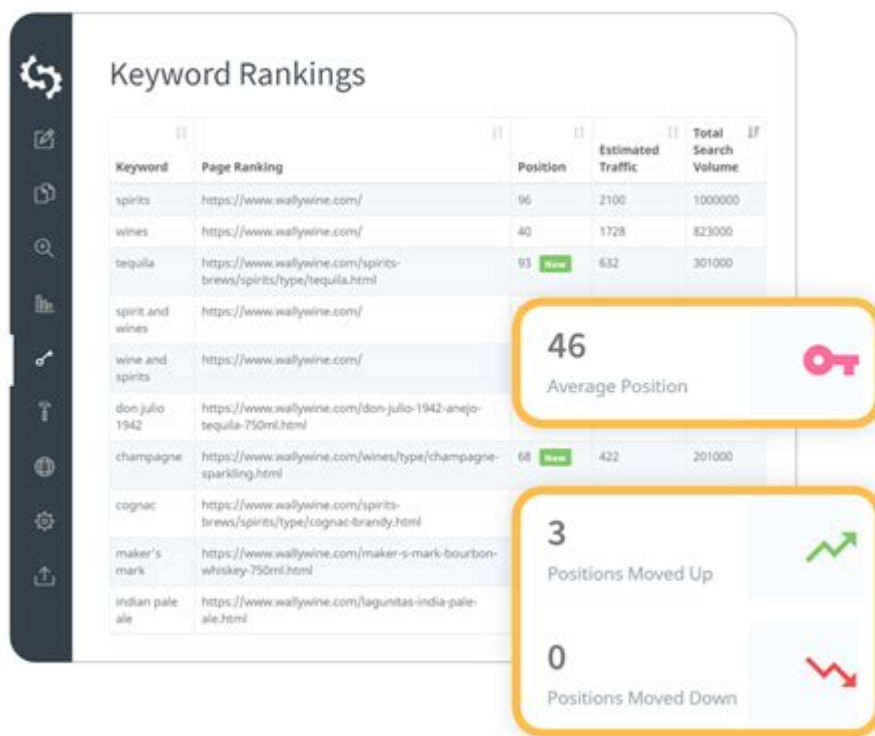 Keyword Rankings
Keyword Page Ranking Position Estimated Traffic Total Search Volume
spirits https://www.wallywine.com/ 96 2100 1000000
wines https://www.wallywine.com/ 40 1728 823000
tequila https://www.wallywine.com/spirits- 93 New 632 301000
brews/spirits/type/tequila.html
spirit and https://www.wallywine.com/
wines
wine and https://www.wallywine.com/
spirits
46
Average Position
don julio https://www.wallywine.com/don-julio-1942-anejo-
1942 tequila-750ml.html
champagne https://www.wallywine.com/wines/type/champagne- 68 New 422 201000
sparkling.html
cognac https://www.wallywine.com/spirits-
brews/spirits/type/cognac-brandy.html
maker's https://www.wallywine.com/maker-s-mark-bourbon-
mark whiskey-750ml.html
indian pale https://www.wallywine.com/lagunitas-india-pale-
ale ale.html
3
Positions Moved Up
0
Positions Moved Down